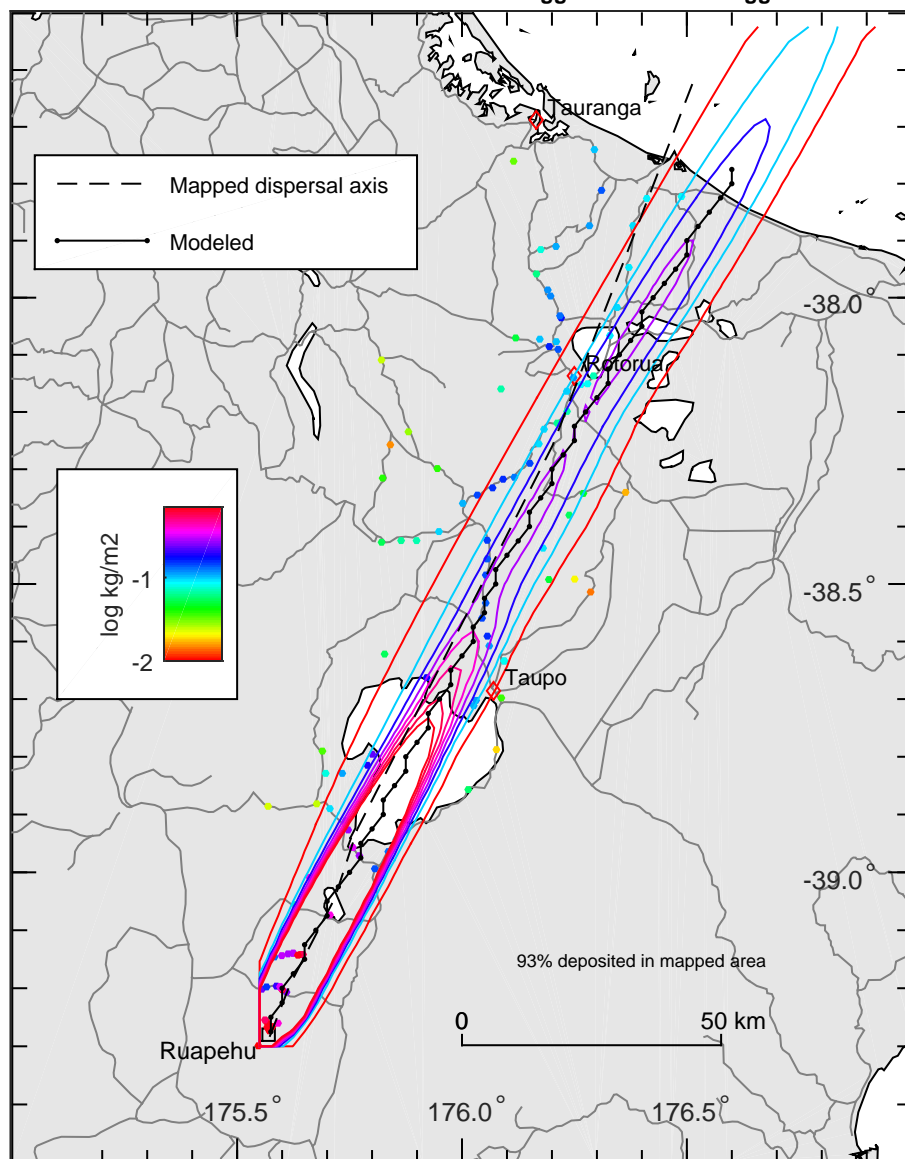 Tauranga
Mapped dispersal axis
Modeled
-38.0°
Rotorua
log kg/m2
-1
-2
-38.5°
Taupo
-39.0°
93% deposited in mapped area
0 50 km
Ruapehu
175.5° 176.0° 176.5°